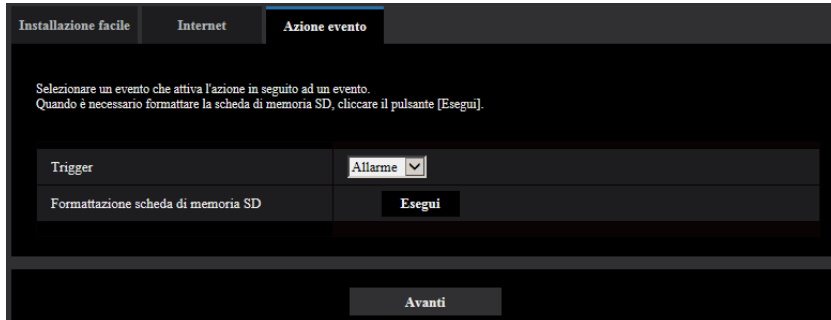 Installazione facile Internet Azione evento
Selezionare un evento che attiva l'azione in seguito ad un evento.
Quando è necessario formattare la scheda di memoria SD, cliccare il pulsante [Esegui].
Trigger Allarme
Formattazione scheda di memoria SD Esegui
Avanti